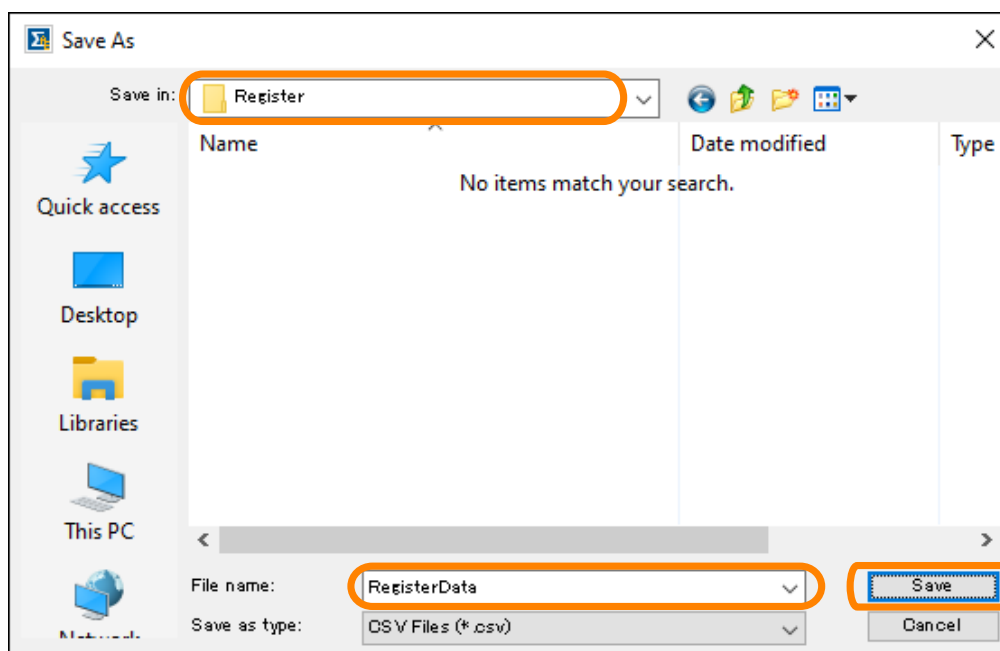 Save As
Save in:
Register
Name
Date modified
Type
No items match your search.
Quick access
Desktop
Libraries
This PC
Network
File name:
RegisterData
Save
Save as type:
CSV Files (*.csv)
Cancel